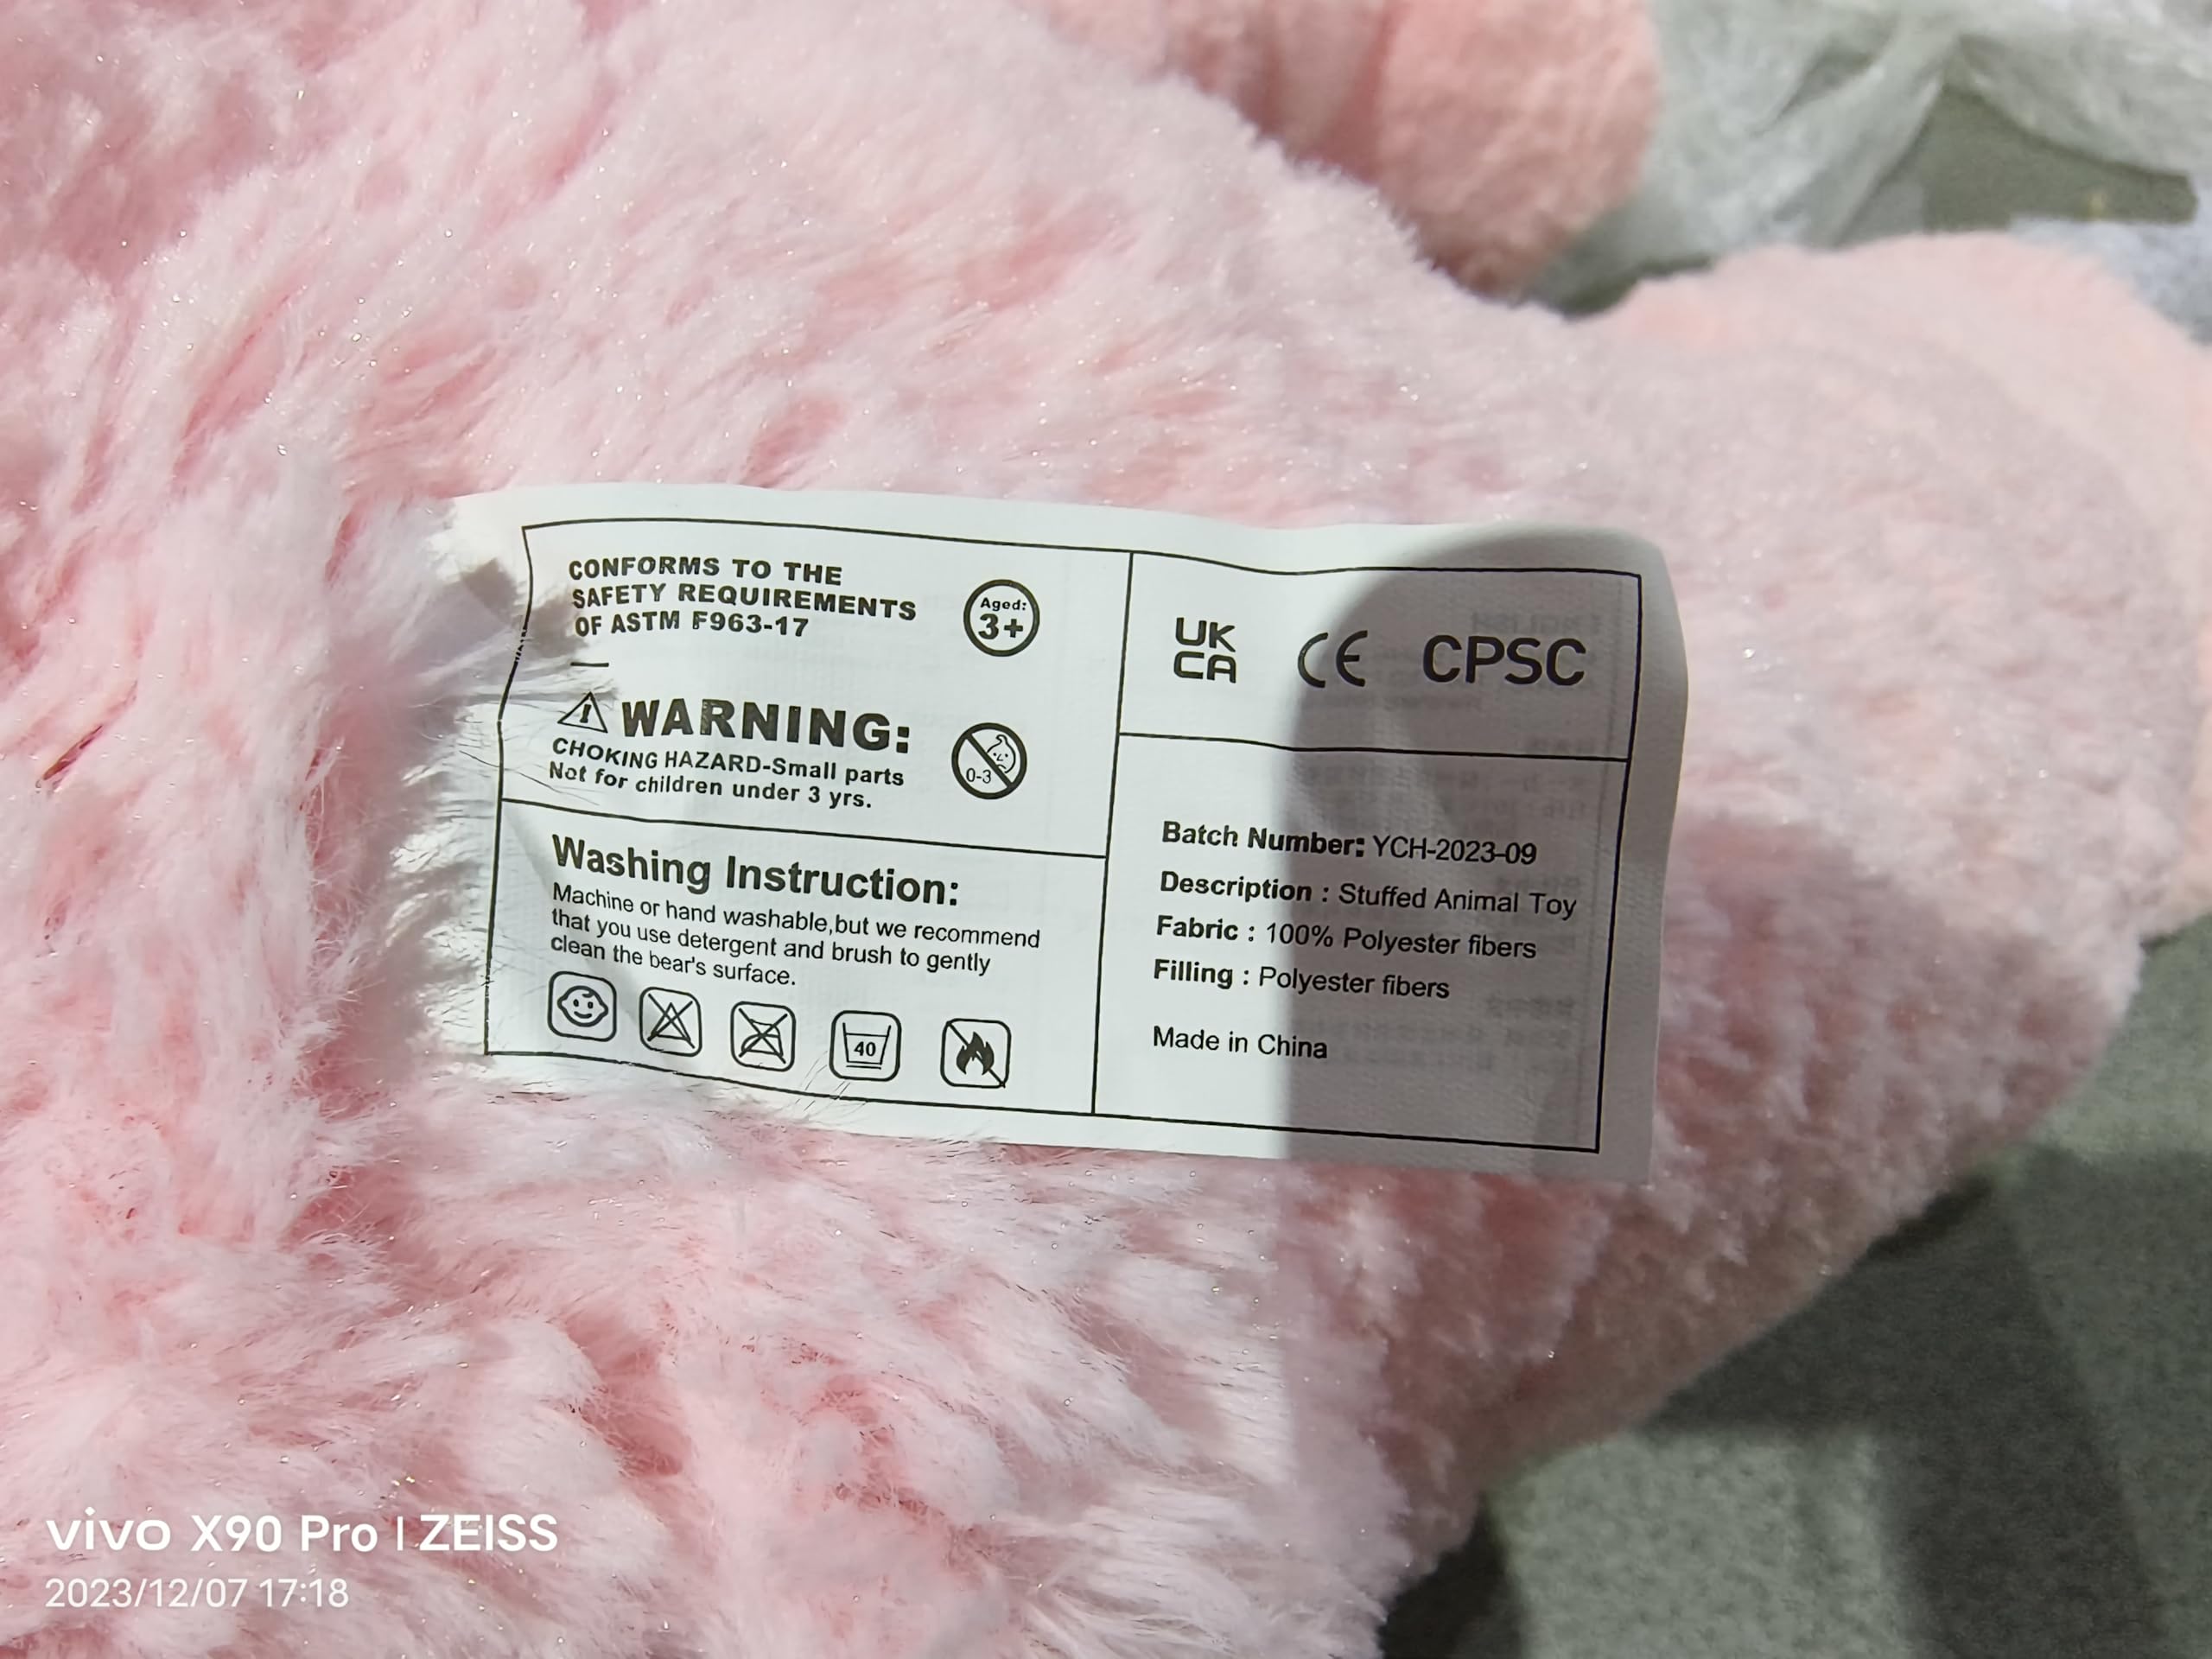 CONFORMS TO THE
SAFETY REQUIREMENTS
OF ASTM F963-17
Aged:
3+
WARNING:
CHOKING HAZARD-Small parts
Not for children under 3 yrs.
0-3
Washing Instruction:
Machine or hand washable,but we recommend
that you use detergent and brush to gently
clean the bear's surface.
40
UK
CA
CE
CPSC
Batch Number: YCH-2023-09
Description : Stuffed Animal Toy
Fabric : 100% Polyester fibers
Filling : Polyester fibers
Made in China
vivo X90 Pro | ZEISS
2023/12/07 17:18